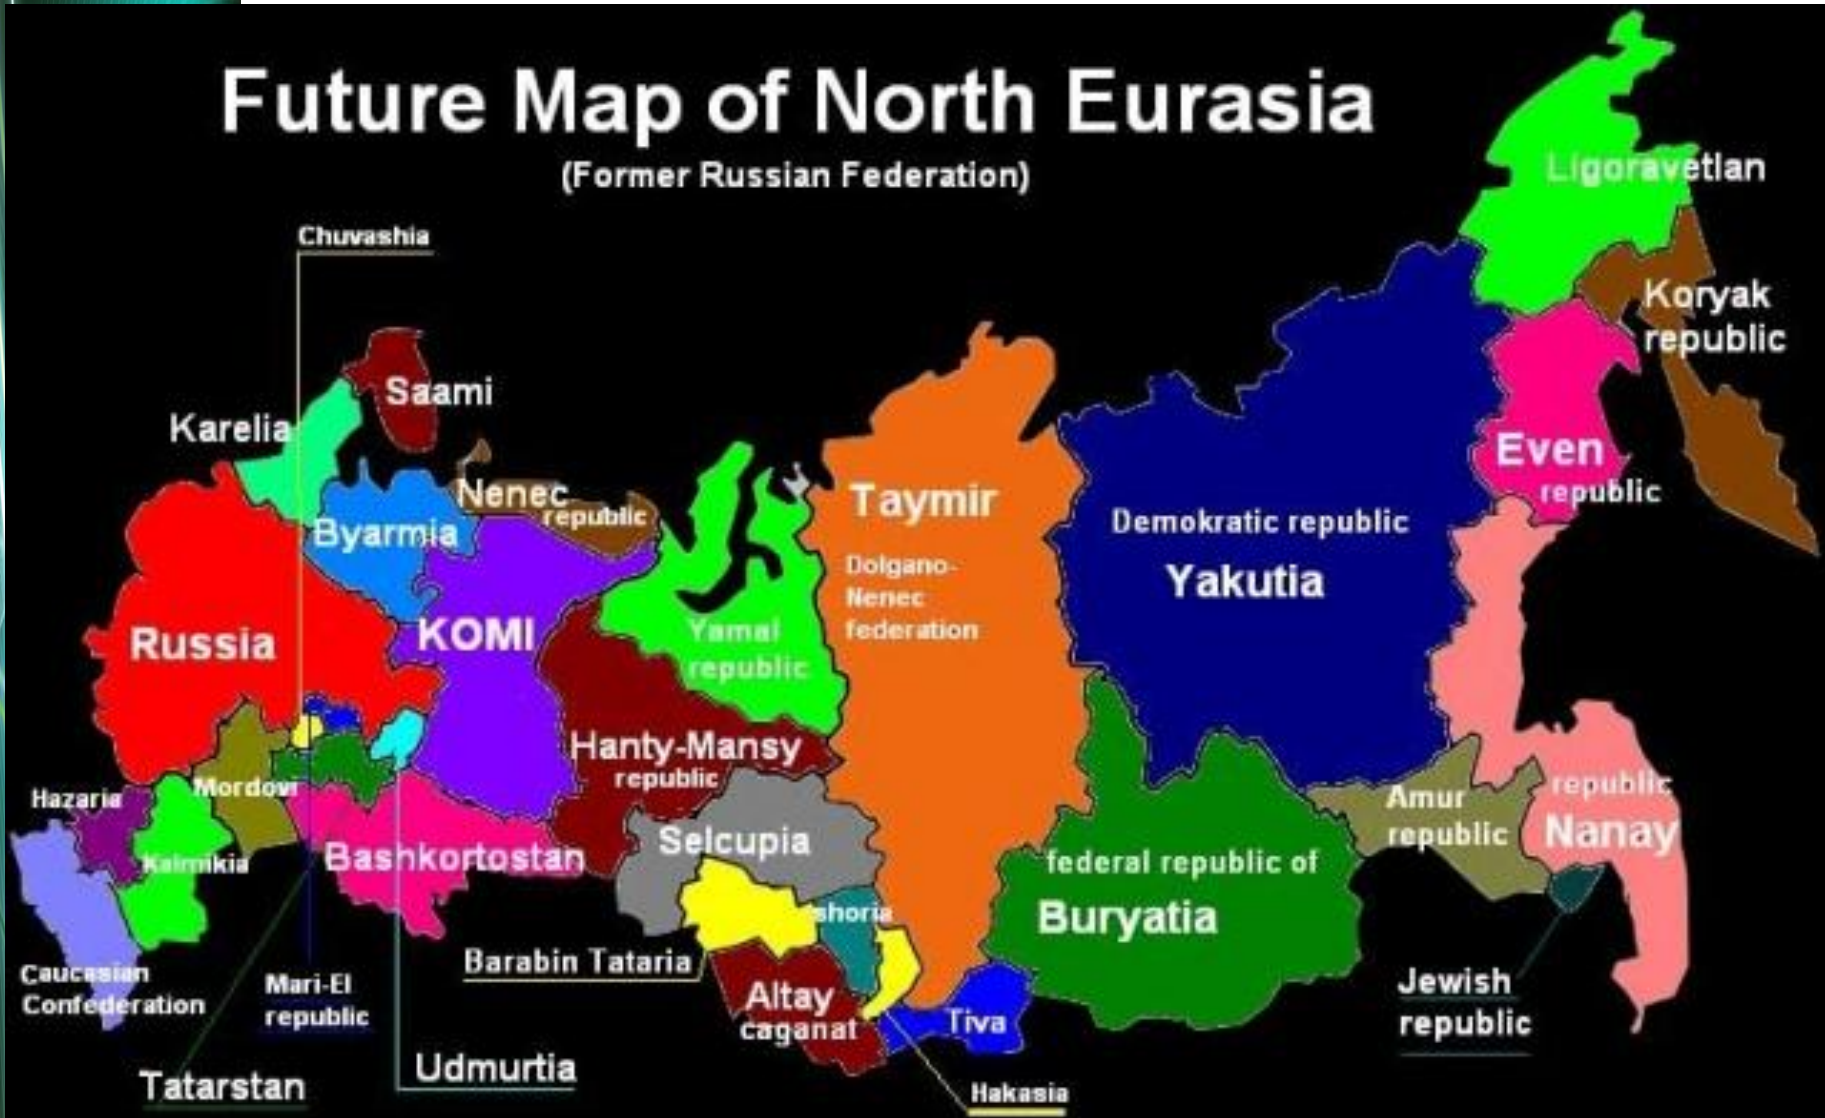 Future Map of North Eurasia
(Former Russian Federation)
Ligoravetlan
Chuvashia
Koryak
republic
Saami
Karelia
Even
republic
Nenec
republic
Byarmia
Taymir
Dolgano-
Nenec
federation
Demokratic republic
Yakutia
Russia
KOMI
Yamal
republic
Hanty-Mansy
republic
Hazaria
Mordovi
Kalmikia
Bashkortostan
Selcupia
shoria
federal republic of
Buryatia
Amur
republic
republic
Nanay
Caucasian
Confederation
Mari-El
republic
Barabin Tataria
Altay
caganat
Tiva
Jewish
republic
Tatarstan
Udmurtia
Hakasia